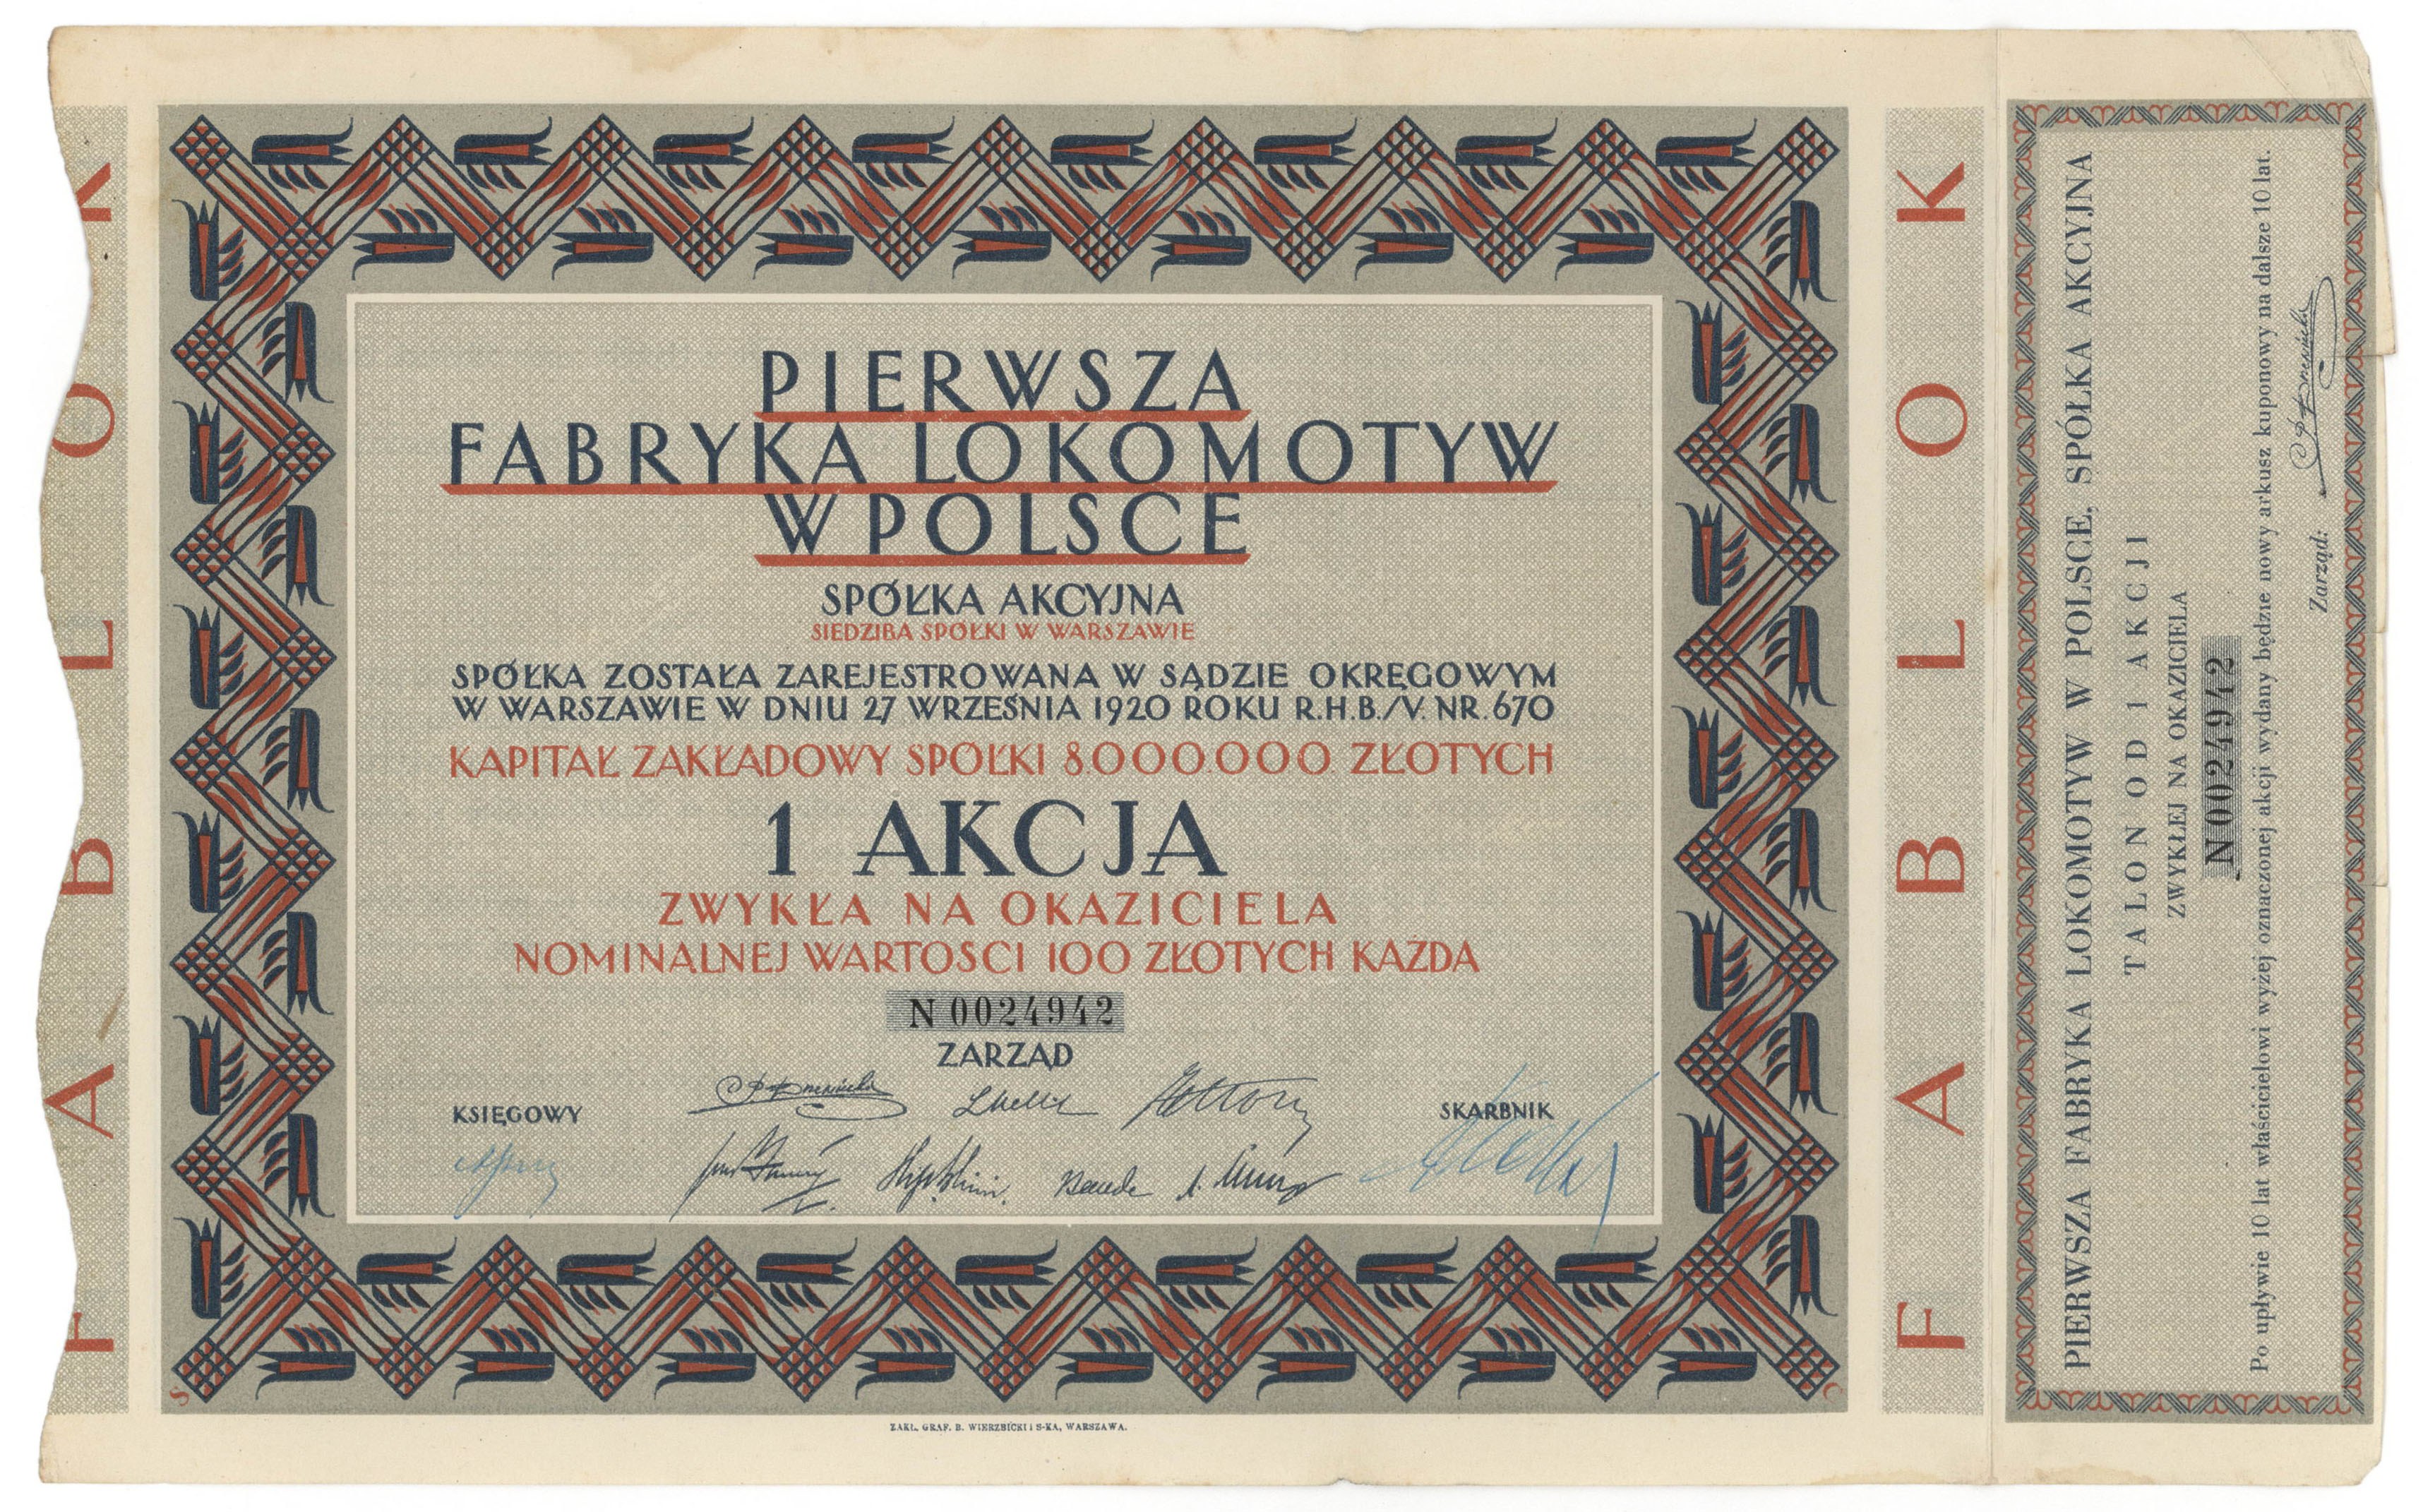 FABLOK
PIERWSZA
FABRYKA LOKOMOTYW
W POLSCE
SPÓŁKA AKCYJNA
SIEDZIBA SPÓŁKI W WARSZAWIE
SPÓŁKA ZOSTAŁA ZAREJESTROWANA W SĄDZIE OKRĘGOWYM
W WARSZAWIE W DNIU 27 WRZEŚNIA 1920 ROKU R.H.B./V. NR. 670
KAPITAŁ ZAKŁADOWY SPÓŁKI 8.000.000. ZŁOTYCH
1 AKCJA
ZWYKŁA NA OKAZICIELA
NOMINALNEJ WARTOŚCI 100 ZŁOTYCH KAŻDA
N 0024942
ZARZĄD
KSIĘGOWY
SKARBNIK
S
C
ZAKŁ. GRAF. B. WIERZBICKI I S-KA, WARSZAWA.
FABLOK
PIERWSZA FABRYKA LOKOMOTYW W POLSCE, SPÓŁKA AKCYJNA
TALON OD 1 AKCJI
ZWYKŁEJ NA OKAZICIELA
N 0024942
Po upływie 10 lat właścicielowi wyżej oznaczonej akcji wydany będzie nowy arkusz kuponowy na dalsze 10 lat.
Zarząd: